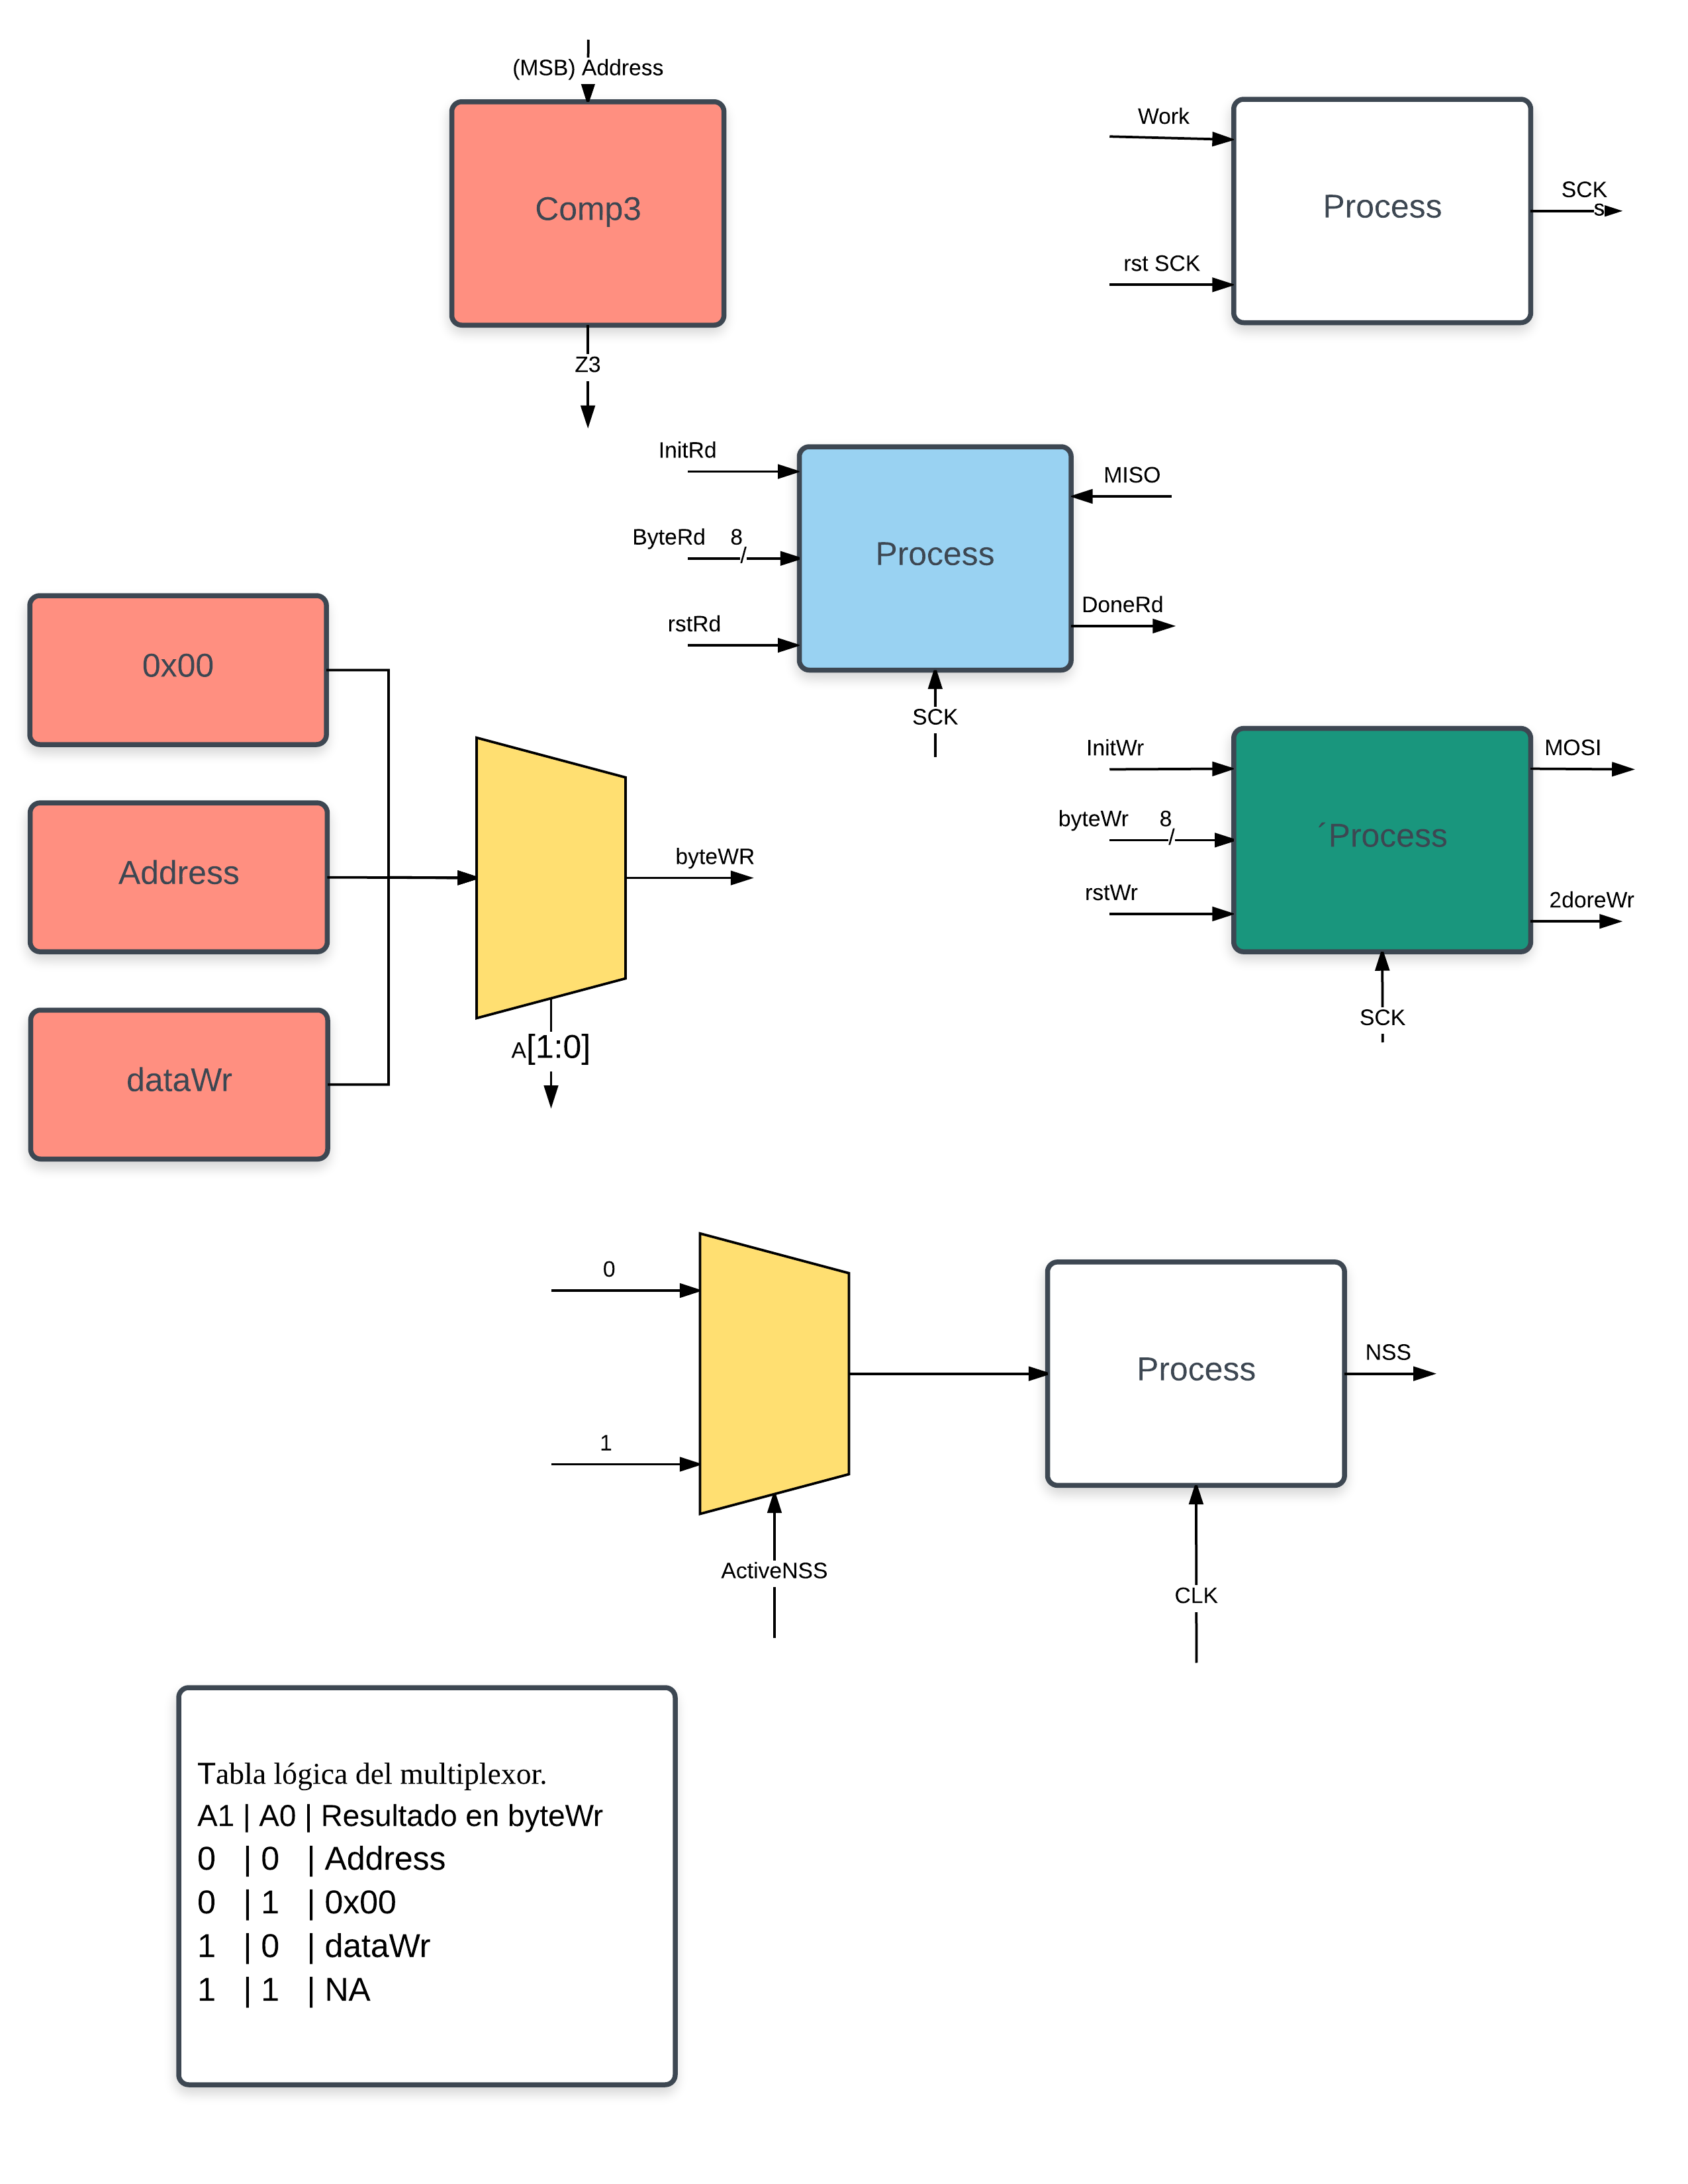 (MSB) Address
Comp3
Z3
Work
rst SCK
Process
SCK
s
InitRd
ByteRd 8
/
rstRd
Process
MISO
DoneRd
SCK
0x00
Address
dataWr
byteWR
A[1:0]
InitWr
byteWr 8
/
rstWr
´Process
MOSI
2doreWr
SCK
0
1
ActiveNSS
Process
NSS
CLK
Tabla lógica del multiplexor.
A1 | A0 | Resultado en byteWr
0 | 0 | Address
0 | 1 | 0x00
1 | 0 | dataWr
1 | 1 | NA